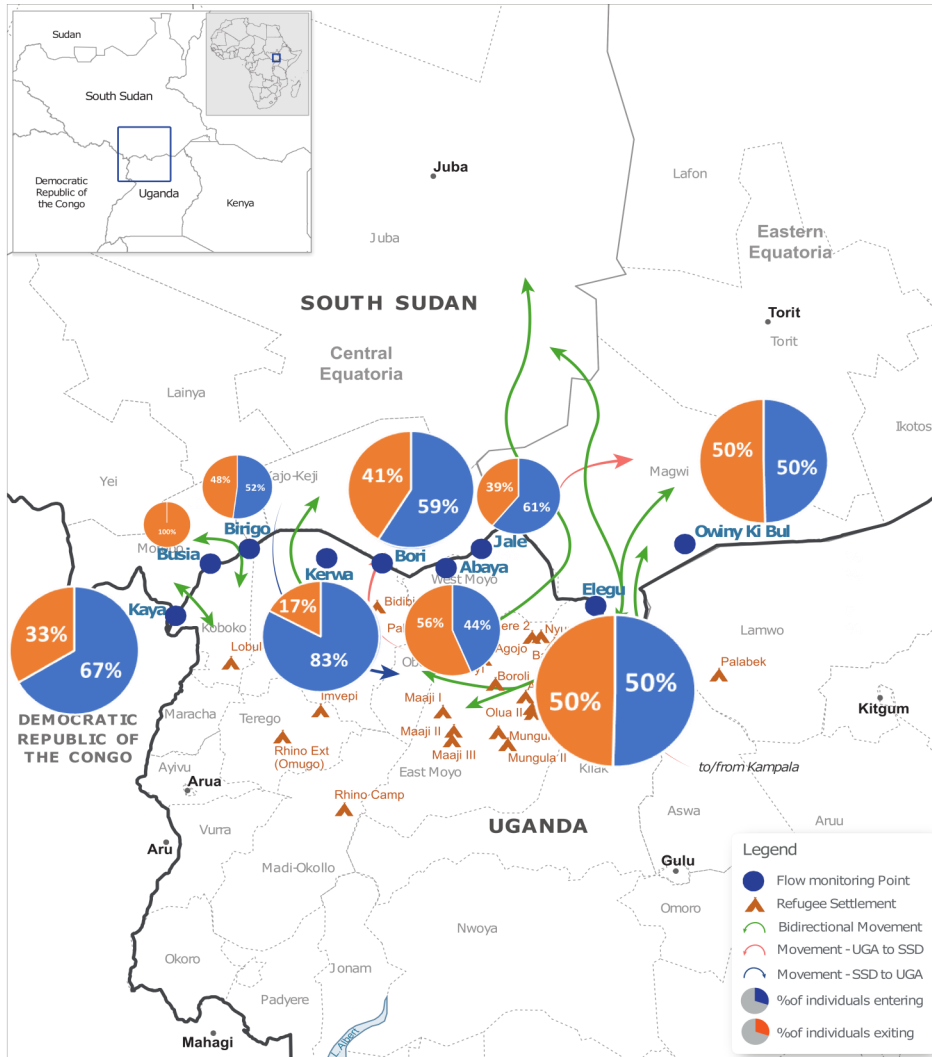 Sudan
South Sudan
Democratic
Republic of
the Congo
Uganda
Kenya
Juba
Juba
Lafon
Eastern
Equatoria
SOUTH SUDAN
Torit
Torit
Central
Equatoria
Lainya
Ikotos
Yei
Kajo-Keji
Magwi
41%
59%
50%
50%
48%
52%
39%
61%
100%
Birigo
Busia
Bori
Jale
Owiny Ki Bul
Kerwa
Abaya
West Moyo
Elegu
Kaya
Koboko
17%
83%
56%
44%
33%
67%
Lobul
Agojo
Boroli
Lamwo
Palabek
50%
50%
DEMOCRATIC
REPUBLIC OF
THE CONGO
Maracha
Terego
Imvepi
Maaji I
Olua II
Kitgum
Rhino Ext
(Omugo)
Maaji II
Maaji III
Mungula II
Ayivu
East Moyo
Kilak
to/from Kampala
Arua
Rhino Camp
Aswa
Aruu
Vurra
UGANDA
Aru
Madi-Okollo
Gulu
Omoro
Nwoya
Okoro
Jonam
Padyere
Mahagi
L. Albert
Legend
Flow monitoring Point
Refugee Settlement
Bidirectional Movement
Movement - UGA to SSD
Movement - SSD to UGA
%of individuals entering
%of individuals exiting